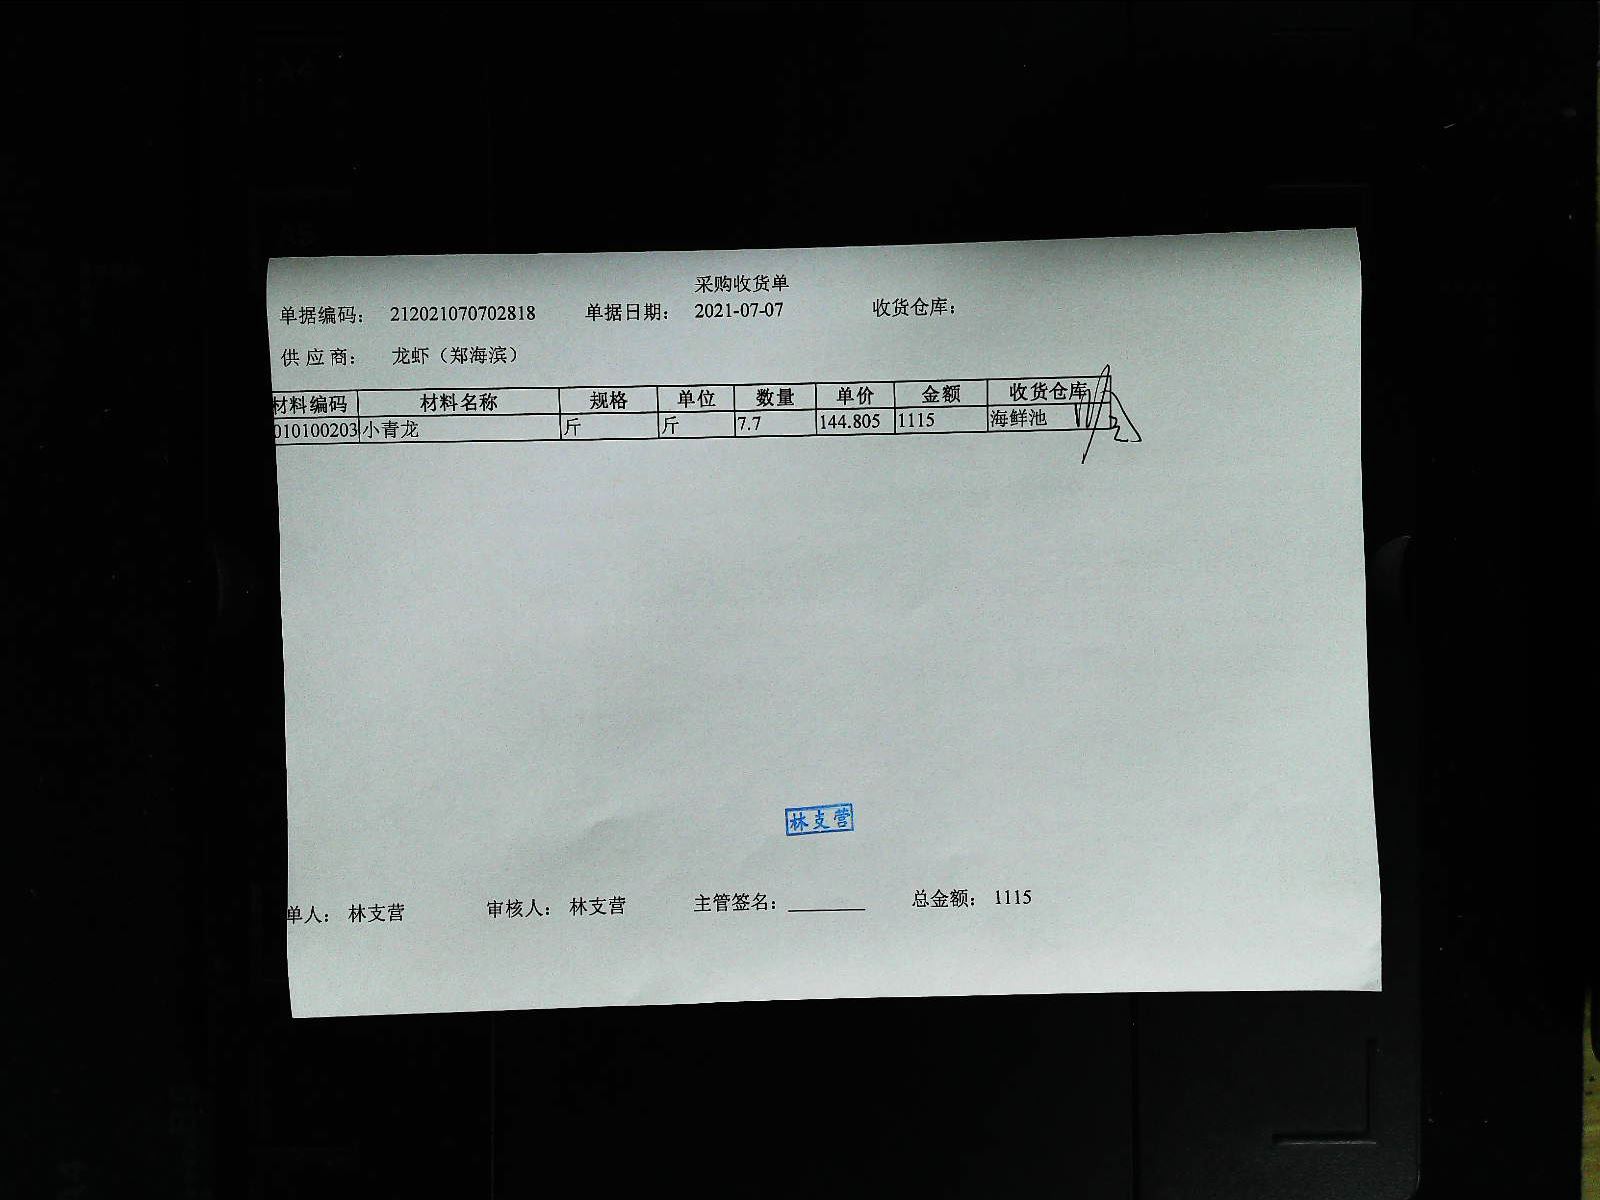 采购收货单
单据编码： 212021070702818 单据日期： 2021-07-07 收货仓库：
供 应 商： 龙虾（郑海滨）
材料编码 材料名称 规格 单位 数量 单价 金额 收货仓库
010100203 小青龙 斤 斤 7.7 144.805 1115 海鲜池
林支营
单人： 林支营 审核人： 林支营 主管签名：________ 总金额： 1115